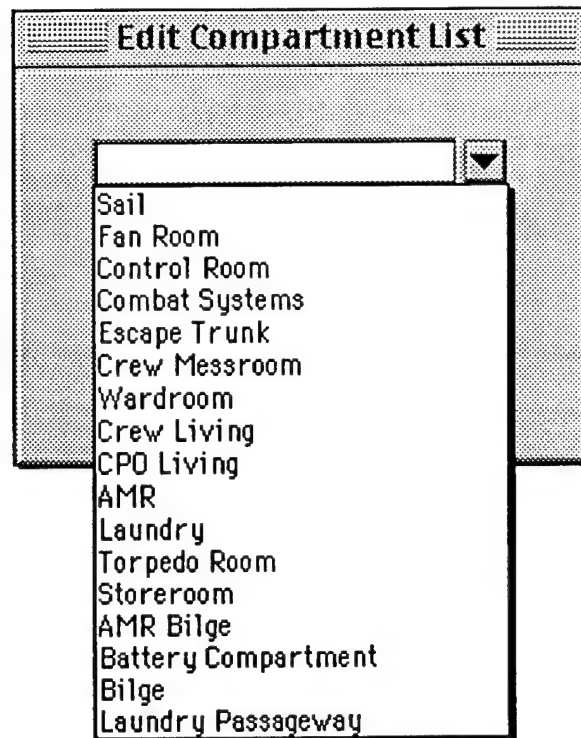 Edit Compartment List
Sail
Fan Room
Control Room
Combat Systems
Escape Trunk
Crew Messroom
Wardroom
Crew Living
CPO Living
AMR
Laundry
Torpedo Room
Storeroom
AMR Bilge
Battery Compartment
Bilge
Laundry Passageway